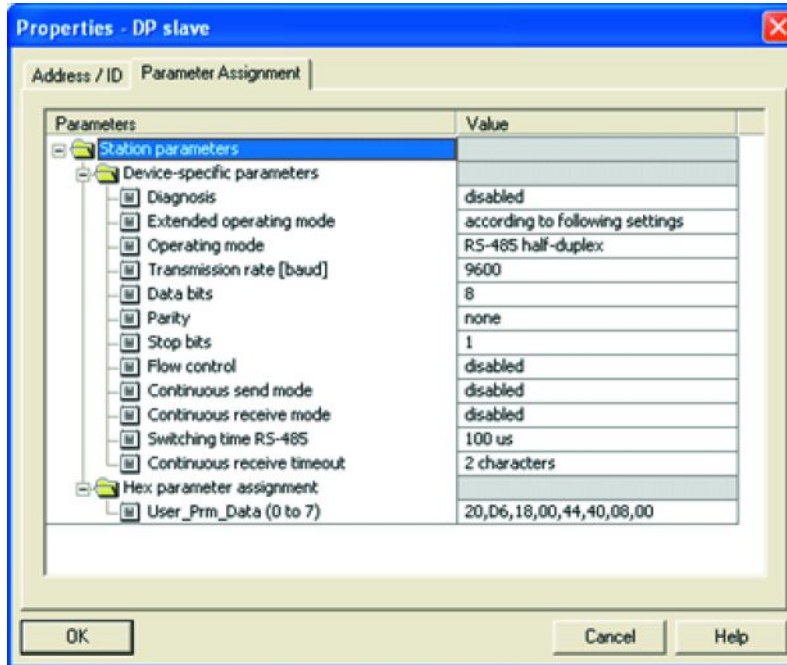 Properties - DP slave
Address / ID Parameter Assignment
Parameters Value
Station parameters
Device-specific parameters
Diagnosis disabled
Extended operating mode according to following settings
Operating mode RS-485 half-duplex
Transmission rate [baud] 9600
Data bits 8
Parity none
Stop bits 1
Flow control disabled
Continuous send mode disabled
Continuous receive mode disabled
Switching time RS-485 100 us
Continuous receive timeout 2 characters
Hex parameter assignment
User_Prm_Data (0 to 7) 20,D6,18,00,44,40,08,00
OK Cancel Help